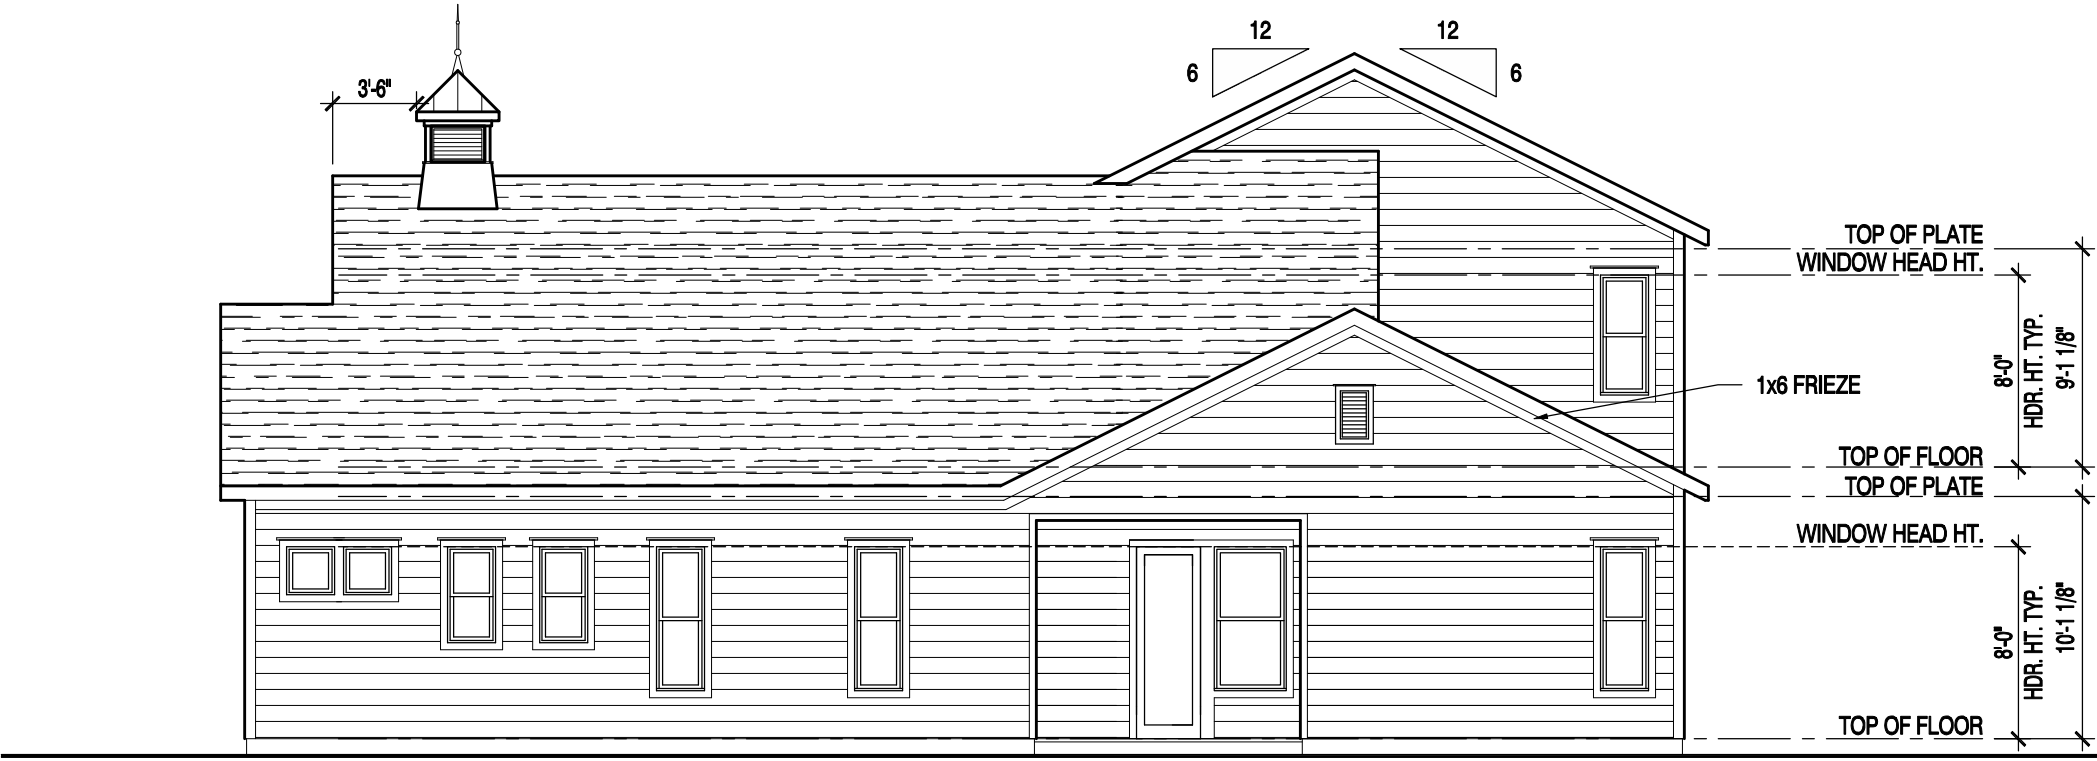 12
12
6
6
3'-6"
TOP OF PLATE
WINDOW HEAD HT.
8'-0"
HDR. HT. TYP.
9'-1 1/8"
1x6 FRIEZE
TOP OF FLOOR
TOP OF PLATE
WINDOW HEAD HT.
8'-0"
HDR. HT. TYP.
10'-1 1/8"
TOP OF FLOOR